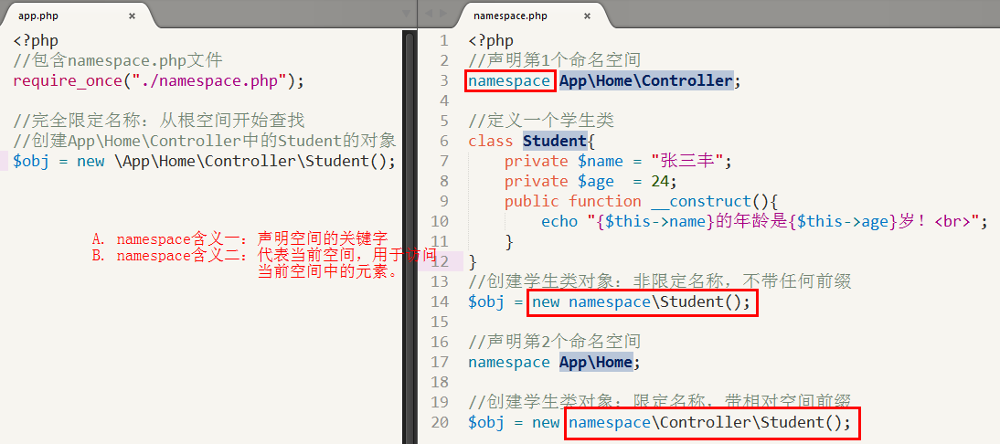 app.php ×
<?php
//包含namespace.php文件
require_once("./namespace.php");
//完全限定名称：从根空间开始查找
//创建App\Home\Controller中的Student的对象
$obj = new \App\Home\Controller\Student();
A. namespace含义一：声明空间的关键字
B. namespace含义二：代表当前空间，用于访问
当前空间中的元素。
namespace.php ×
1 <?php
2 //声明第1个命名空间
3 namespace App\Home\Controller;
4
5 //定义一个学生类
6 class Student{
7 private $name = "张三丰";
8 private $age  = 24;
9 public function __construct(){
10 echo "{$this->name}的年龄是{$this->age}岁！<br>";
11 }
12 }
13 //创建学生类对象：非限定名称，不带任何前缀
14 $obj = new namespace\Student();
15
16 //声明第2个命名空间
17 namespace App\Home;
18
19 //创建学生类对象：限定名称，带相对空间前缀
20 $obj = new namespace\Controller\Student();